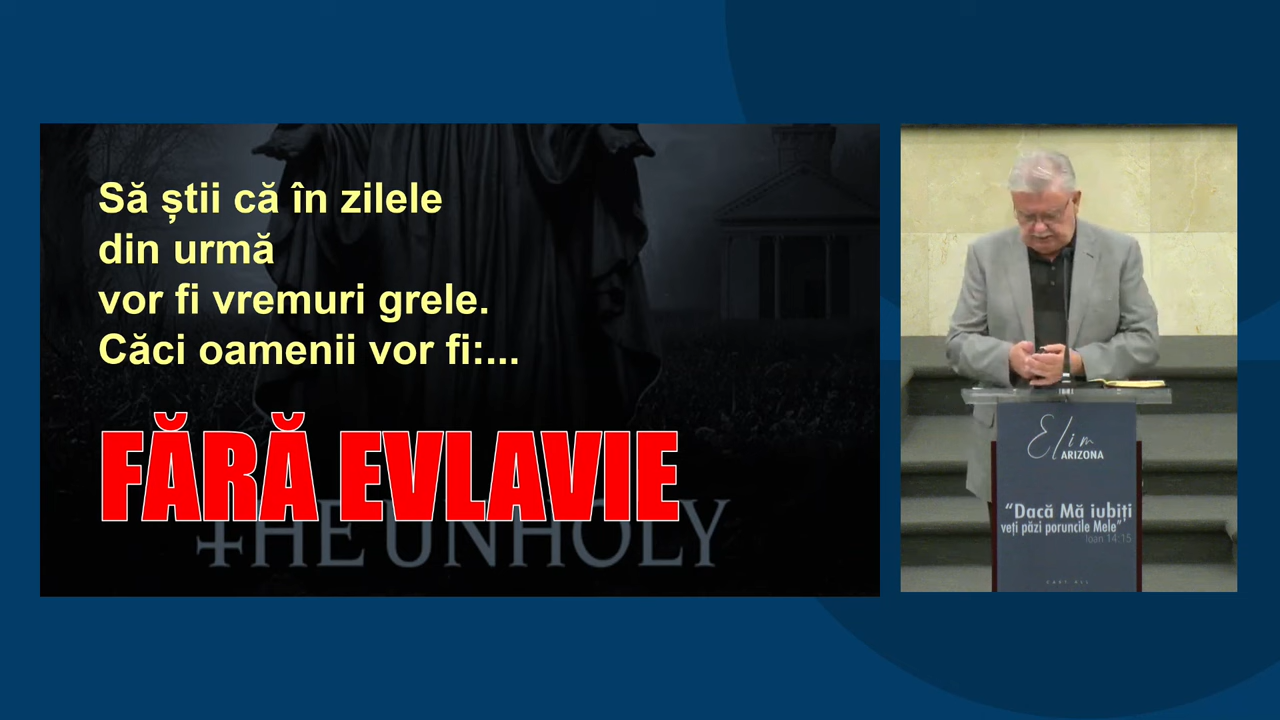 Să știi că în zilele
din urmă
vor fi vremuri grele.
Căci oamenii vor fi:...
FĂRĂ EVLAVIE
THE UNHOLY
Elim
ARIZONA
“Dacă Mă iubiți
veți păzi poruncile Mele”
Ioan 14:15